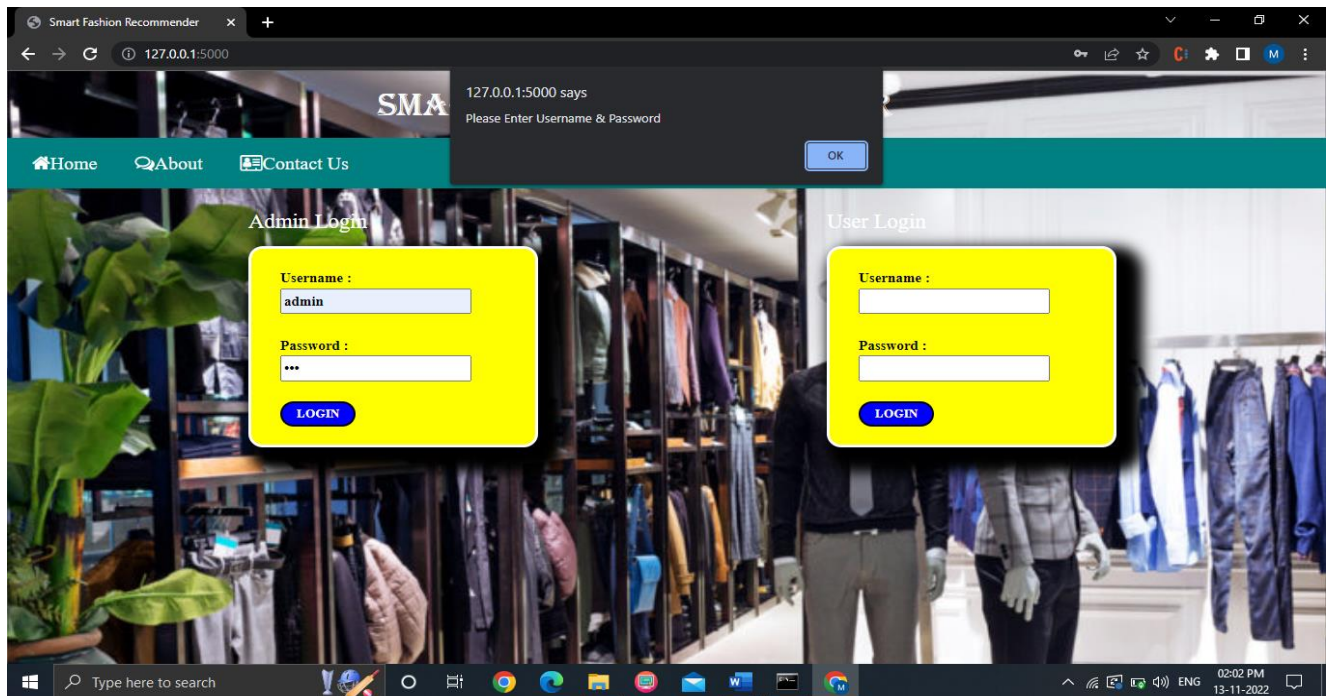 Smart Fashion Recommender
127.0.0.1:5000
SMA
127.0.0.1:5000 says
Please Enter Username & Password
OK
Home About Contact Us
Admin Login
User Login
Username :
admin
Password :
•••
LOGIN
Username :
Password :
LOGIN
Type here to search
ENG
02:02 PM
13-11-2022